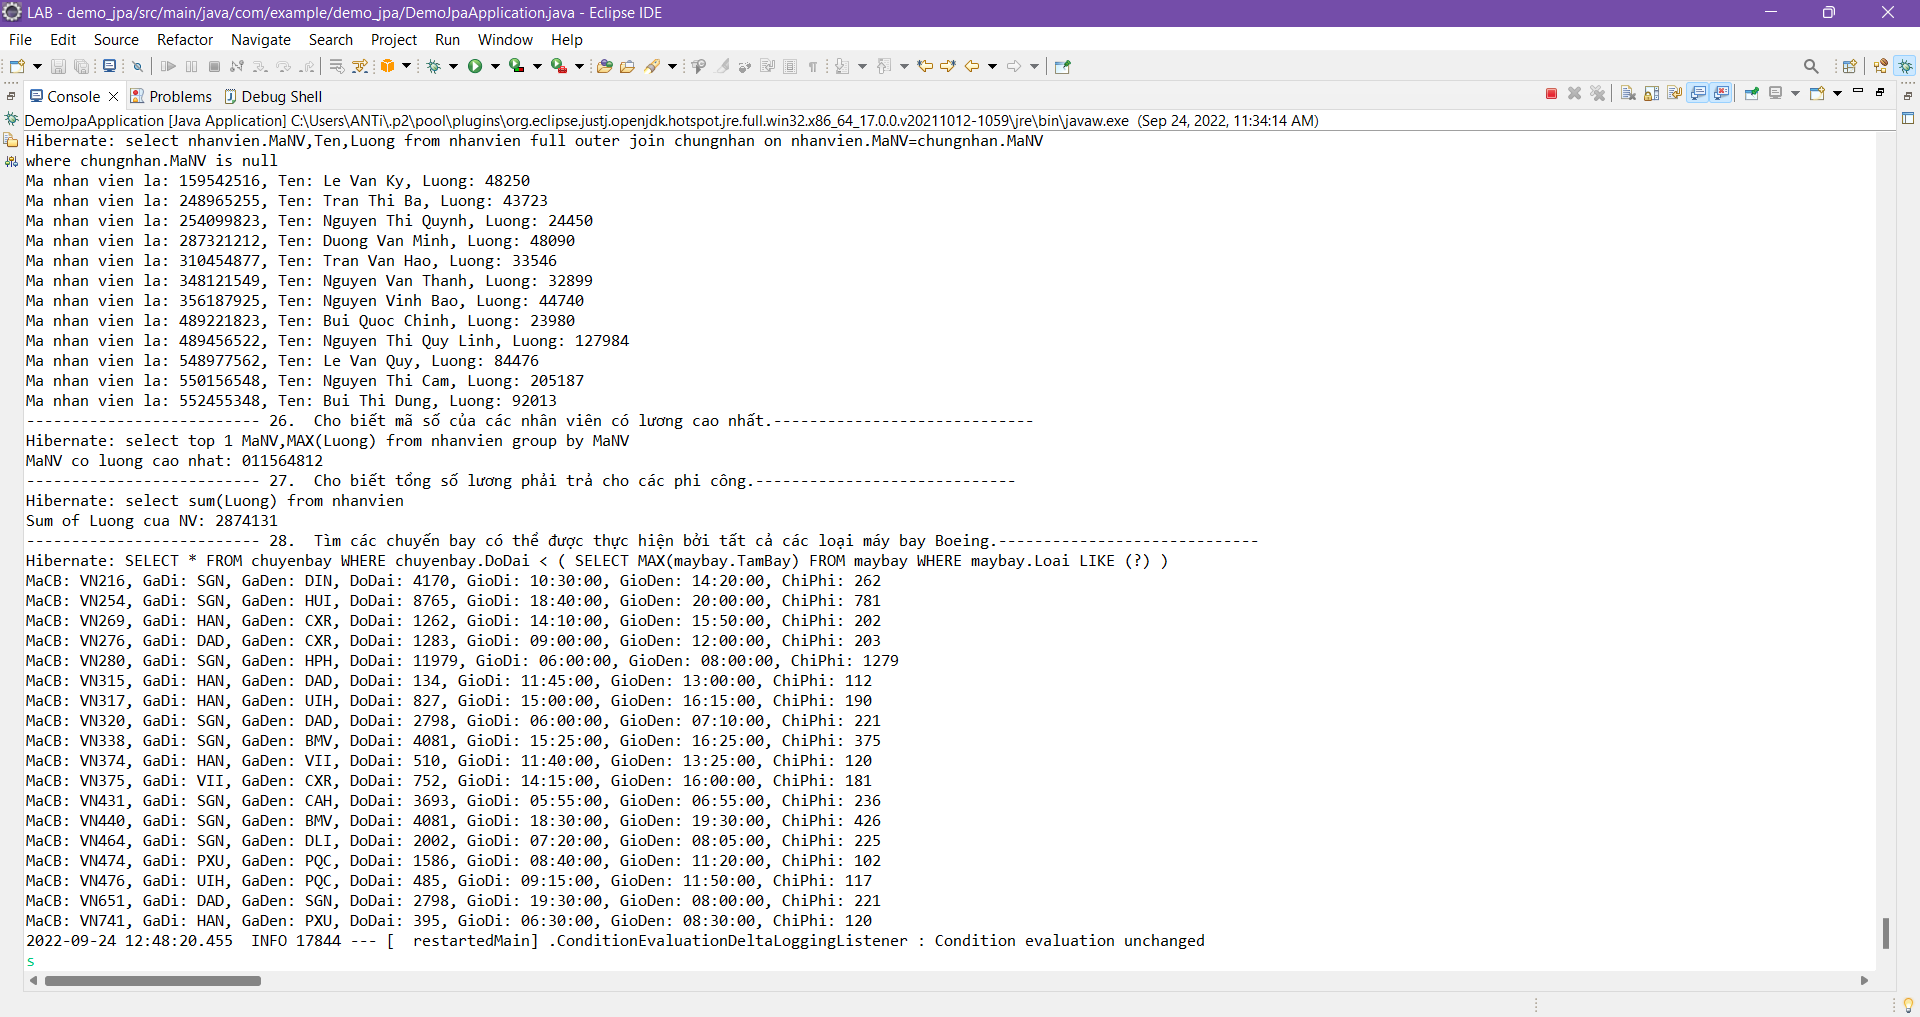 LAB - demo_jpa/src/main/java/com/example/demo_jpa/DemoJpaApplication.java - Eclipse IDE
File Edit Source Refactor Navigate Search Project Run Window Help
Console Problems Debug Shell
DemoJpaApplication [Java Application] C:\Users\ANTi\.p2\pool\plugins\org.eclipse.justj.openjdk.hotspot.jre.full.win32.x86_64_17.0.0.v20211012-1059\jre\bin\javaw.exe (Sep 24, 2022, 11:34:14 AM)
Hibernate: select nhanvien.MaNV,Ten,Luong from nhanvien full outer join chungnhan on nhanvien.MaNV=chungnhan.MaNV
where chungnhan.MaNV is null
Ma nhan vien la: 159542516, Ten: Le Van Ky, Luong: 48250
Ma nhan vien la: 248965255, Ten: Tran Thi Ba, Luong: 43723
Ma nhan vien la: 254099823, Ten: Nguyen Thi Quynh, Luong: 24450
Ma nhan vien la: 287321212, Ten: Duong Van Minh, Luong: 48090
Ma nhan vien la: 310454877, Ten: Tran Van Hao, Luong: 33546
Ma nhan vien la: 348121549, Ten: Nguyen Van Thanh, Luong: 32899
Ma nhan vien la: 356187925, Ten: Nguyen Vinh Bao, Luong: 44740
Ma nhan vien la: 489221823, Ten: Bui Quoc Chinh, Luong: 23980
Ma nhan vien la: 489456522, Ten: Nguyen Thi Quy Linh, Luong: 127984
Ma nhan vien la: 548977562, Ten: Le Van Quy, Luong: 84476
Ma nhan vien la: 550156548, Ten: Nguyen Thi Cam, Luong: 205187
Ma nhan vien la: 552455348, Ten: Bui Thi Dung, Luong: 92013
-------------------------- 26.  Cho biết mã số của các nhân viên có lương cao nhất.-----------------------------
Hibernate: select top 1 MaNV,MAX(Luong) from nhanvien group by MaNV
MaNV co luong cao nhat: 011564812
-------------------------- 27.  Cho biết tổng số lương phải trả cho các phi công.-----------------------------
Hibernate: select sum(Luong) from nhanvien
Sum of Luong cua NV: 2874131
-------------------------- 28.  Tìm các chuyến bay có thể được thực hiện bởi tất cả các loại máy bay Boeing.-----------------------------
Hibernate: SELECT * FROM chuyenbay WHERE chuyenbay.DoDai < ( SELECT MAX(maybay.TamBay) FROM maybay WHERE maybay.Loai LIKE (?) )
MaCB: VN216, GaDi: SGN, GaDen: DIN, DoDai: 4170, GioDi: 10:30:00, GioDen: 14:20:00, ChiPhi: 262
MaCB: VN254, GaDi: SGN, GaDen: HUI, DoDai: 8765, GioDi: 18:40:00, GioDen: 20:00:00, ChiPhi: 781
MaCB: VN269, GaDi: HAN, GaDen: CXR, DoDai: 1262, GioDi: 14:10:00, GioDen: 15:50:00, ChiPhi: 202
MaCB: VN276, GaDi: DAD, GaDen: CXR, DoDai: 1283, GioDi: 09:00:00, GioDen: 12:00:00, ChiPhi: 203
MaCB: VN280, GaDi: SGN, GaDen: HPH, DoDai: 11979, GioDi: 06:00:00, GioDen: 08:00:00, ChiPhi: 1279
MaCB: VN315, GaDi: HAN, GaDen: DAD, DoDai: 134, GioDi: 11:45:00, GioDen: 13:00:00, ChiPhi: 112
MaCB: VN317, GaDi: HAN, GaDen: UIH, DoDai: 827, GioDi: 15:00:00, GioDen: 16:15:00, ChiPhi: 190
MaCB: VN320, GaDi: SGN, GaDen: DAD, DoDai: 2798, GioDi: 06:00:00, GioDen: 07:10:00, ChiPhi: 221
MaCB: VN338, GaDi: SGN, GaDen: BMV, DoDai: 4081, GioDi: 15:25:00, GioDen: 16:25:00, ChiPhi: 375
MaCB: VN374, GaDi: HAN, GaDen: VII, DoDai: 510, GioDi: 11:40:00, GioDen: 13:25:00, ChiPhi: 120
MaCB: VN375, GaDi: VII, GaDen: CXR, DoDai: 752, GioDi: 14:15:00, GioDen: 16:00:00, ChiPhi: 181
MaCB: VN431, GaDi: SGN, GaDen: CAH, DoDai: 3693, GioDi: 05:55:00, GioDen: 06:55:00, ChiPhi: 236
MaCB: VN440, GaDi: SGN, GaDen: BMV, DoDai: 4081, GioDi: 18:30:00, GioDen: 19:30:00, ChiPhi: 426
MaCB: VN464, GaDi: SGN, GaDen: DLI, DoDai: 2002, GioDi: 07:20:00, GioDen: 08:05:00, ChiPhi: 225
MaCB: VN474, GaDi: PXU, GaDen: PQC, DoDai: 1586, GioDi: 08:40:00, GioDen: 11:20:00, ChiPhi: 102
MaCB: VN476, GaDi: UIH, GaDen: PQC, DoDai: 485, GioDi: 09:15:00, GioDen: 11:50:00, ChiPhi: 117
MaCB: VN651, GaDi: DAD, GaDen: SGN, DoDai: 2798, GioDi: 19:30:00, GioDen: 08:00:00, ChiPhi: 221
MaCB: VN741, GaDi: HAN, GaDen: PXU, DoDai: 395, GioDi: 06:30:00, GioDen: 08:30:00, ChiPhi: 120
2022-09-24 12:48:20.455  INFO 17844 --- [  restartedMain] .ConditionEvaluationDeltaLoggingListener : Condition evaluation unchanged
s